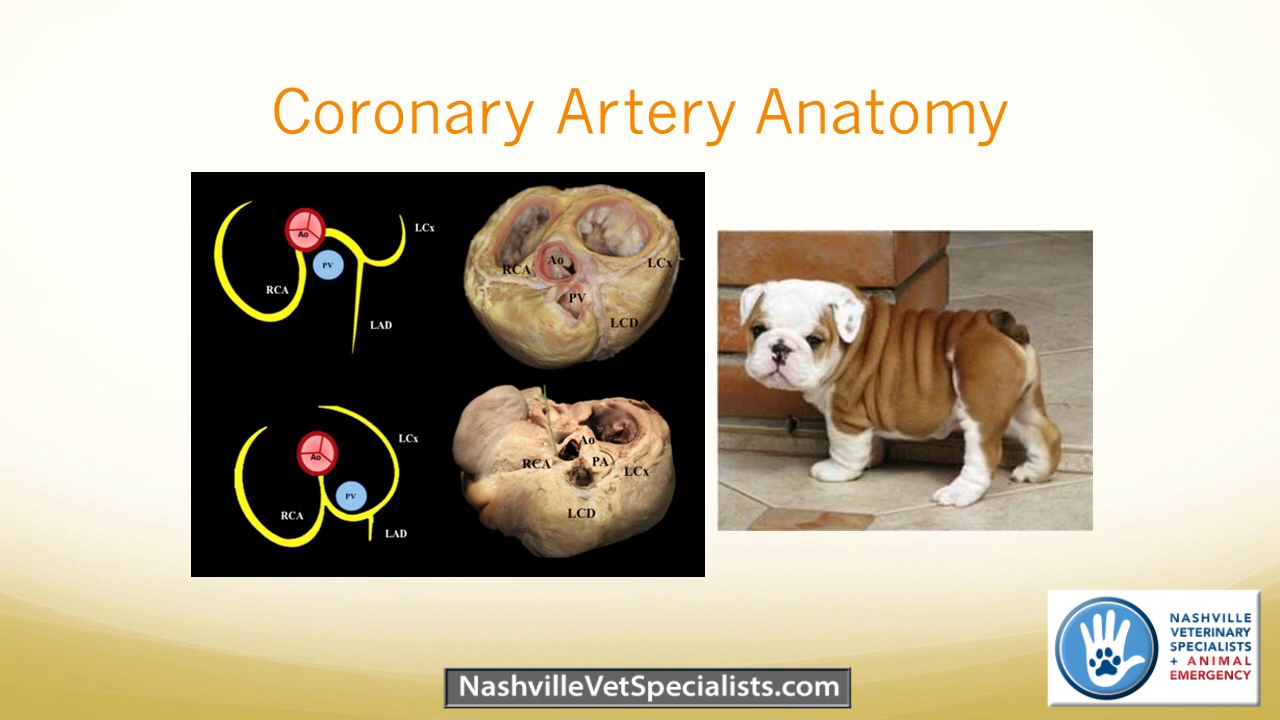 Coronary Artery Anatomy
Ao
LCx
PV
RCA
LAD
Ao
RCA
LCx
PV
LCD
Ao
LCx
PV
RCA
LAD
Ao
RCA
PA
LCx
LCD
NASHVILLE
VETERINARY
SPECIALISTS
+ ANIMAL
EMERGENCY
NashvilleVetSpecialists.com